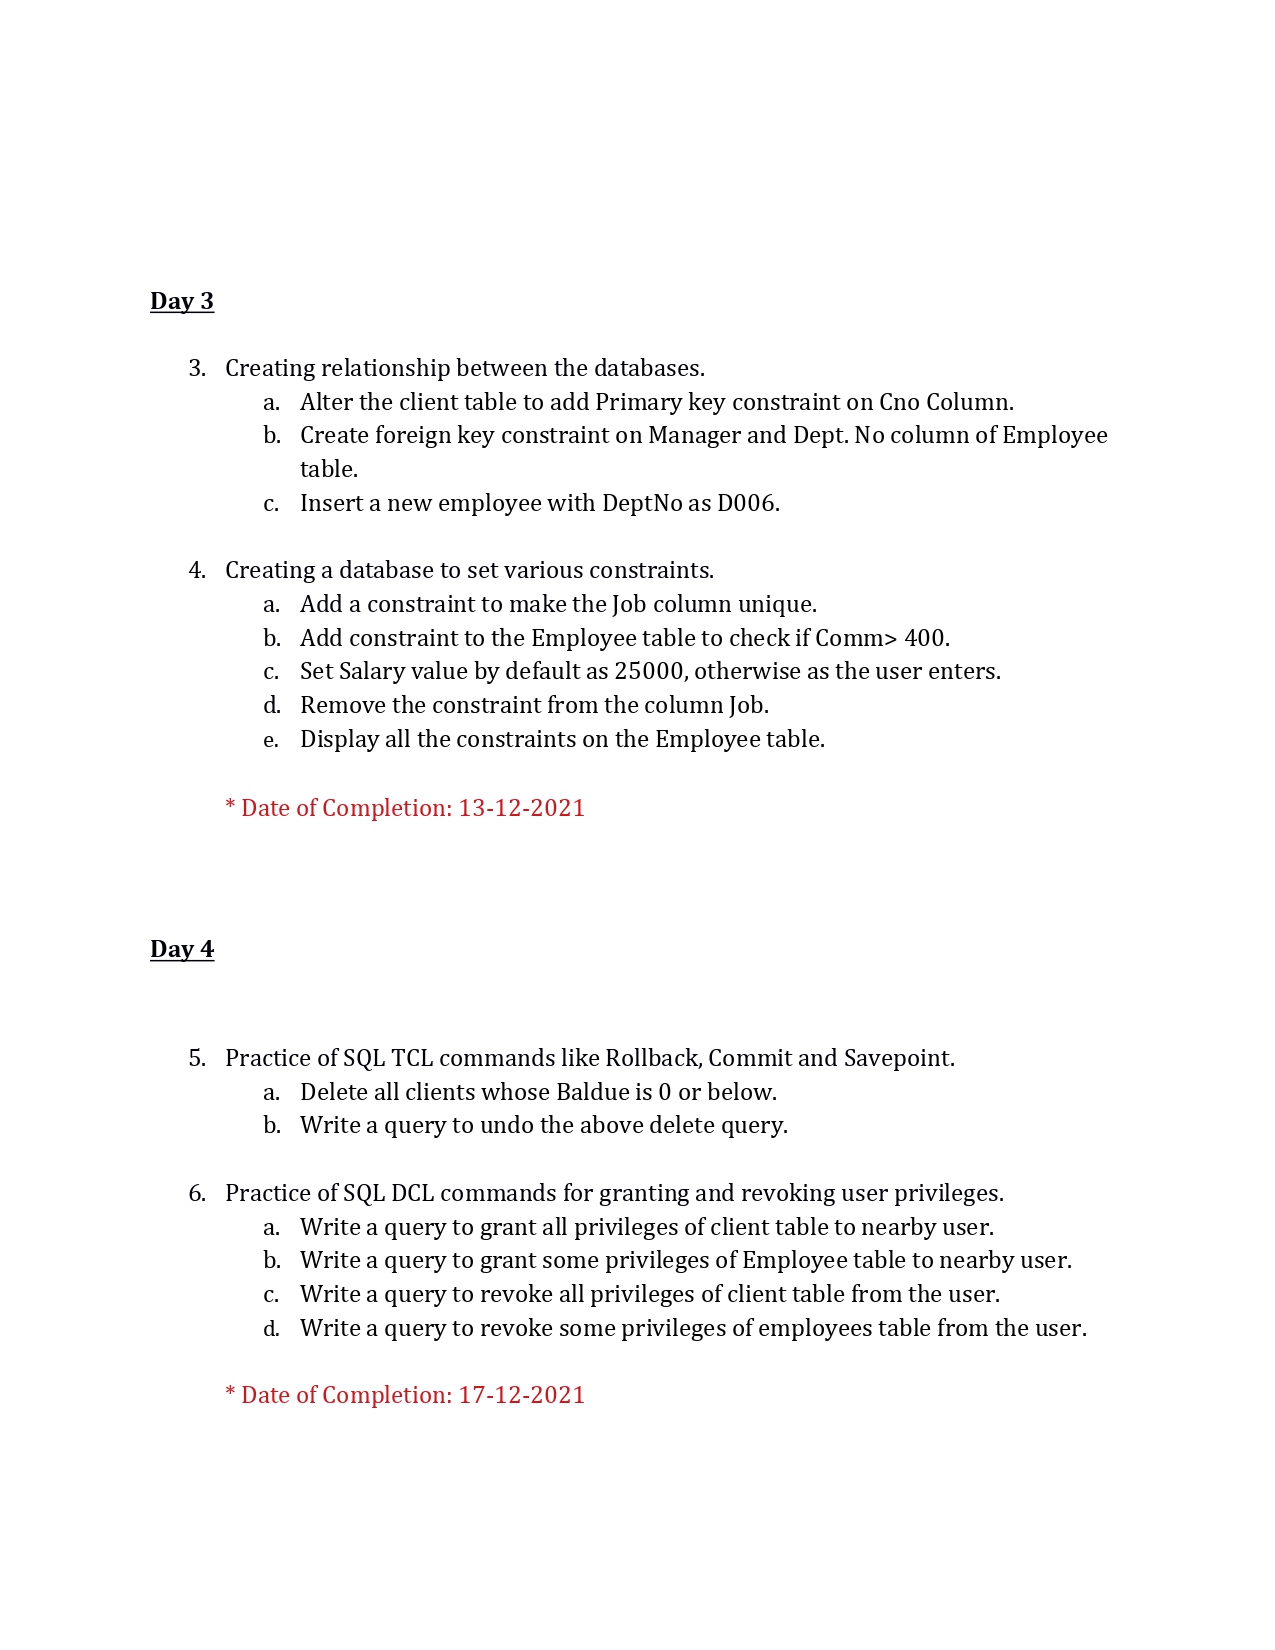 Day 3
3. Creating relationship between the databases.
a. Alter the client table to add Primary key constraint on Cno Column.
b. Create foreign key constraint on Manager and Dept. No column of Employee
table.
c. Insert a new employee with DeptNo as D006.
4. Creating a database to set various constraints.
a. Add a constraint to make the Job column unique.
b. Add constraint to the Employee table to check if Comm> 400.
c. Set Salary value by default as 25000, otherwise as the user enters.
d. Remove the constraint from the column Job.
e. Display all the constraints on the Employee table.
* Date of Completion: 13-12-2021
Day 4
5. Practice of SQL TCL commands like Rollback, Commit and Savepoint.
a. Delete all clients whose Baldue is 0 or below.
b. Write a query to undo the above delete query.
6. Practice of SQL DCL commands for granting and revoking user privileges.
a. Write a query to grant all privileges of client table to nearby user.
b. Write a query to grant some privileges of Employee table to nearby user.
c. Write a query to revoke all privileges of client table from the user.
d. Write a query to revoke some privileges of employees table from the user.
* Date of Completion: 17-12-2021